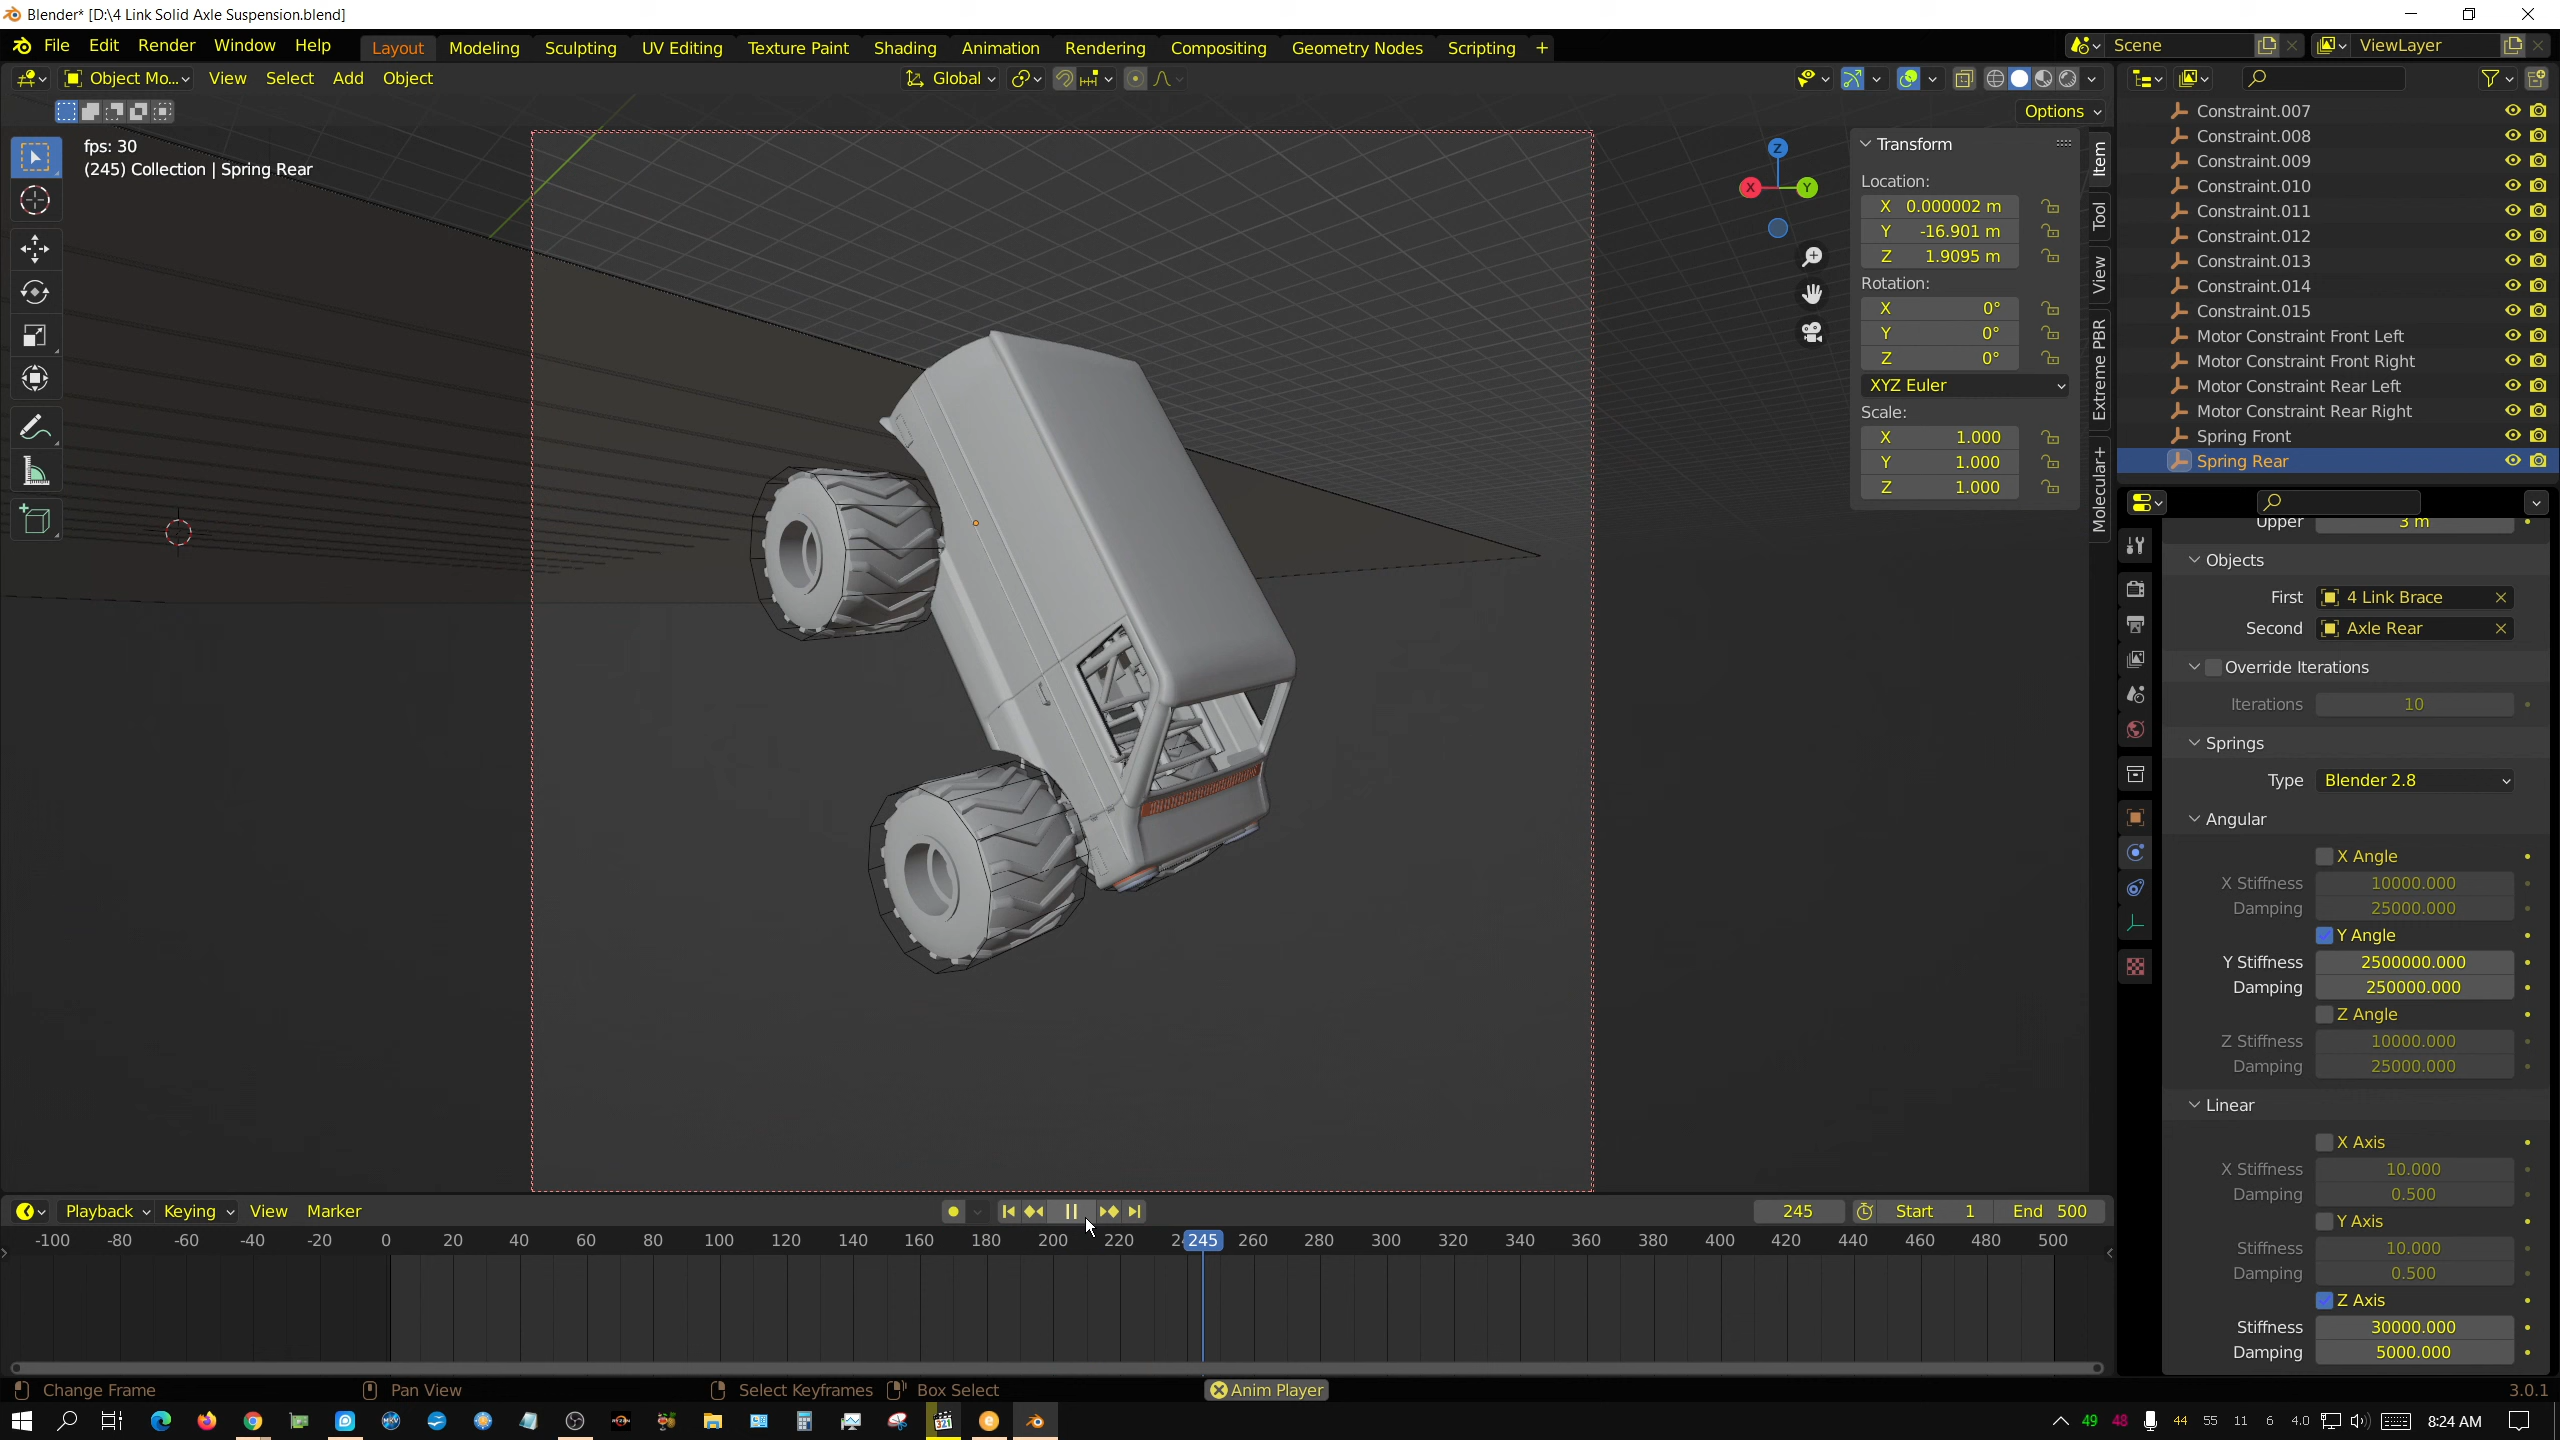 Blender* [D:\4 Link Solid Axle Suspension.blend]
File Edit Render Window Help Layout Modeling Sculpting UV Editing Texture Paint Shading Animation Rendering Compositing Geometry Nodes Scripting + Scene ViewLayer
Object Mo... View Select Add Object Global
Options
fps: 30
(245) Collection | Spring Rear
Z
X
Y
Transform
Location:
X 0.000002 m
Y -16.901 m
Z 1.9095 m
Rotation:
X 0°
Y 0°
Z 0°
XYZ Euler
Scale:
X 1.000
Y 1.000
Z 1.000
Item
Tool
View
Extreme PBR
Molecular+
Constraint.007
Constraint.008
Constraint.009
Constraint.010
Constraint.011
Constraint.012
Constraint.013
Constraint.014
Constraint.015
Motor Constraint Front Left
Motor Constraint Front Right
Motor Constraint Rear Left
Motor Constraint Rear Right
Spring Front
Spring Rear
Upper 3 m
Objects
First 4 Link Brace
Second Axle Rear
Override Iterations
Iterations 10
Springs
Type Blender 2.8
Angular
X Angle
X Stiffness 10000.000
Damping 25000.000
Y Angle
Y Stiffness 2500000.000
Damping 250000.000
Z Angle
Z Stiffness 10000.000
Damping 25000.000
Linear
X Axis
X Stiffness 10.000
Damping 0.500
Y Axis
Stiffness 10.000
Damping 0.500
Z Axis
Stiffness 30000.000
Damping 5000.000
Playback Keying View Marker 245 Start 1 End 500
-100 -80 -60 -40 -20 0 20 40 60 80 100 120 140 160 180 200 220 245 260 280 300 320 340 360 380 400 420 440 460 480 500
Change Frame Pan View Select Keyframes Box Select Anim Player 3.0.1
49 48 44 55 11 6 4.0 8:24 AM